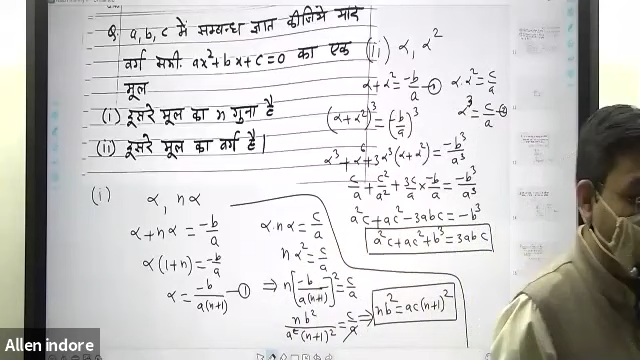 Q. a, b, c में सम्बन्ध ज्ञात कीजिये यदि
वर्ग समी. ax²+bx+c=0 का एक
मूल
(i) दूसरे मूल का n गुना है
(ii) दूसरे मूल का वर्ग है।
(i) α, nα
α+nα = -b/a
α(1+n) = -b/a
α = -b/a(n+1) —①
α.nα = c/a
nα² = c/a
⇒ n[-b/a(n+1)]² = c/a
nb²/a²(n+1)² = c/a ⇒ nb² = ac(n+1)²
(ii) α, α²
α+α² = -b/a —① α.α² = c/a
α³ = c/a —②
(α+α²)³ = (-b/a)³
α³+α⁶+3α³(α+α²) = -b³/a³
c/a + c²/a² + 3c/a × -b/a = -b³/a³
a²c+ac²-3abc = -b³
a²c+ac²+b³ = 3abc
Allen indore